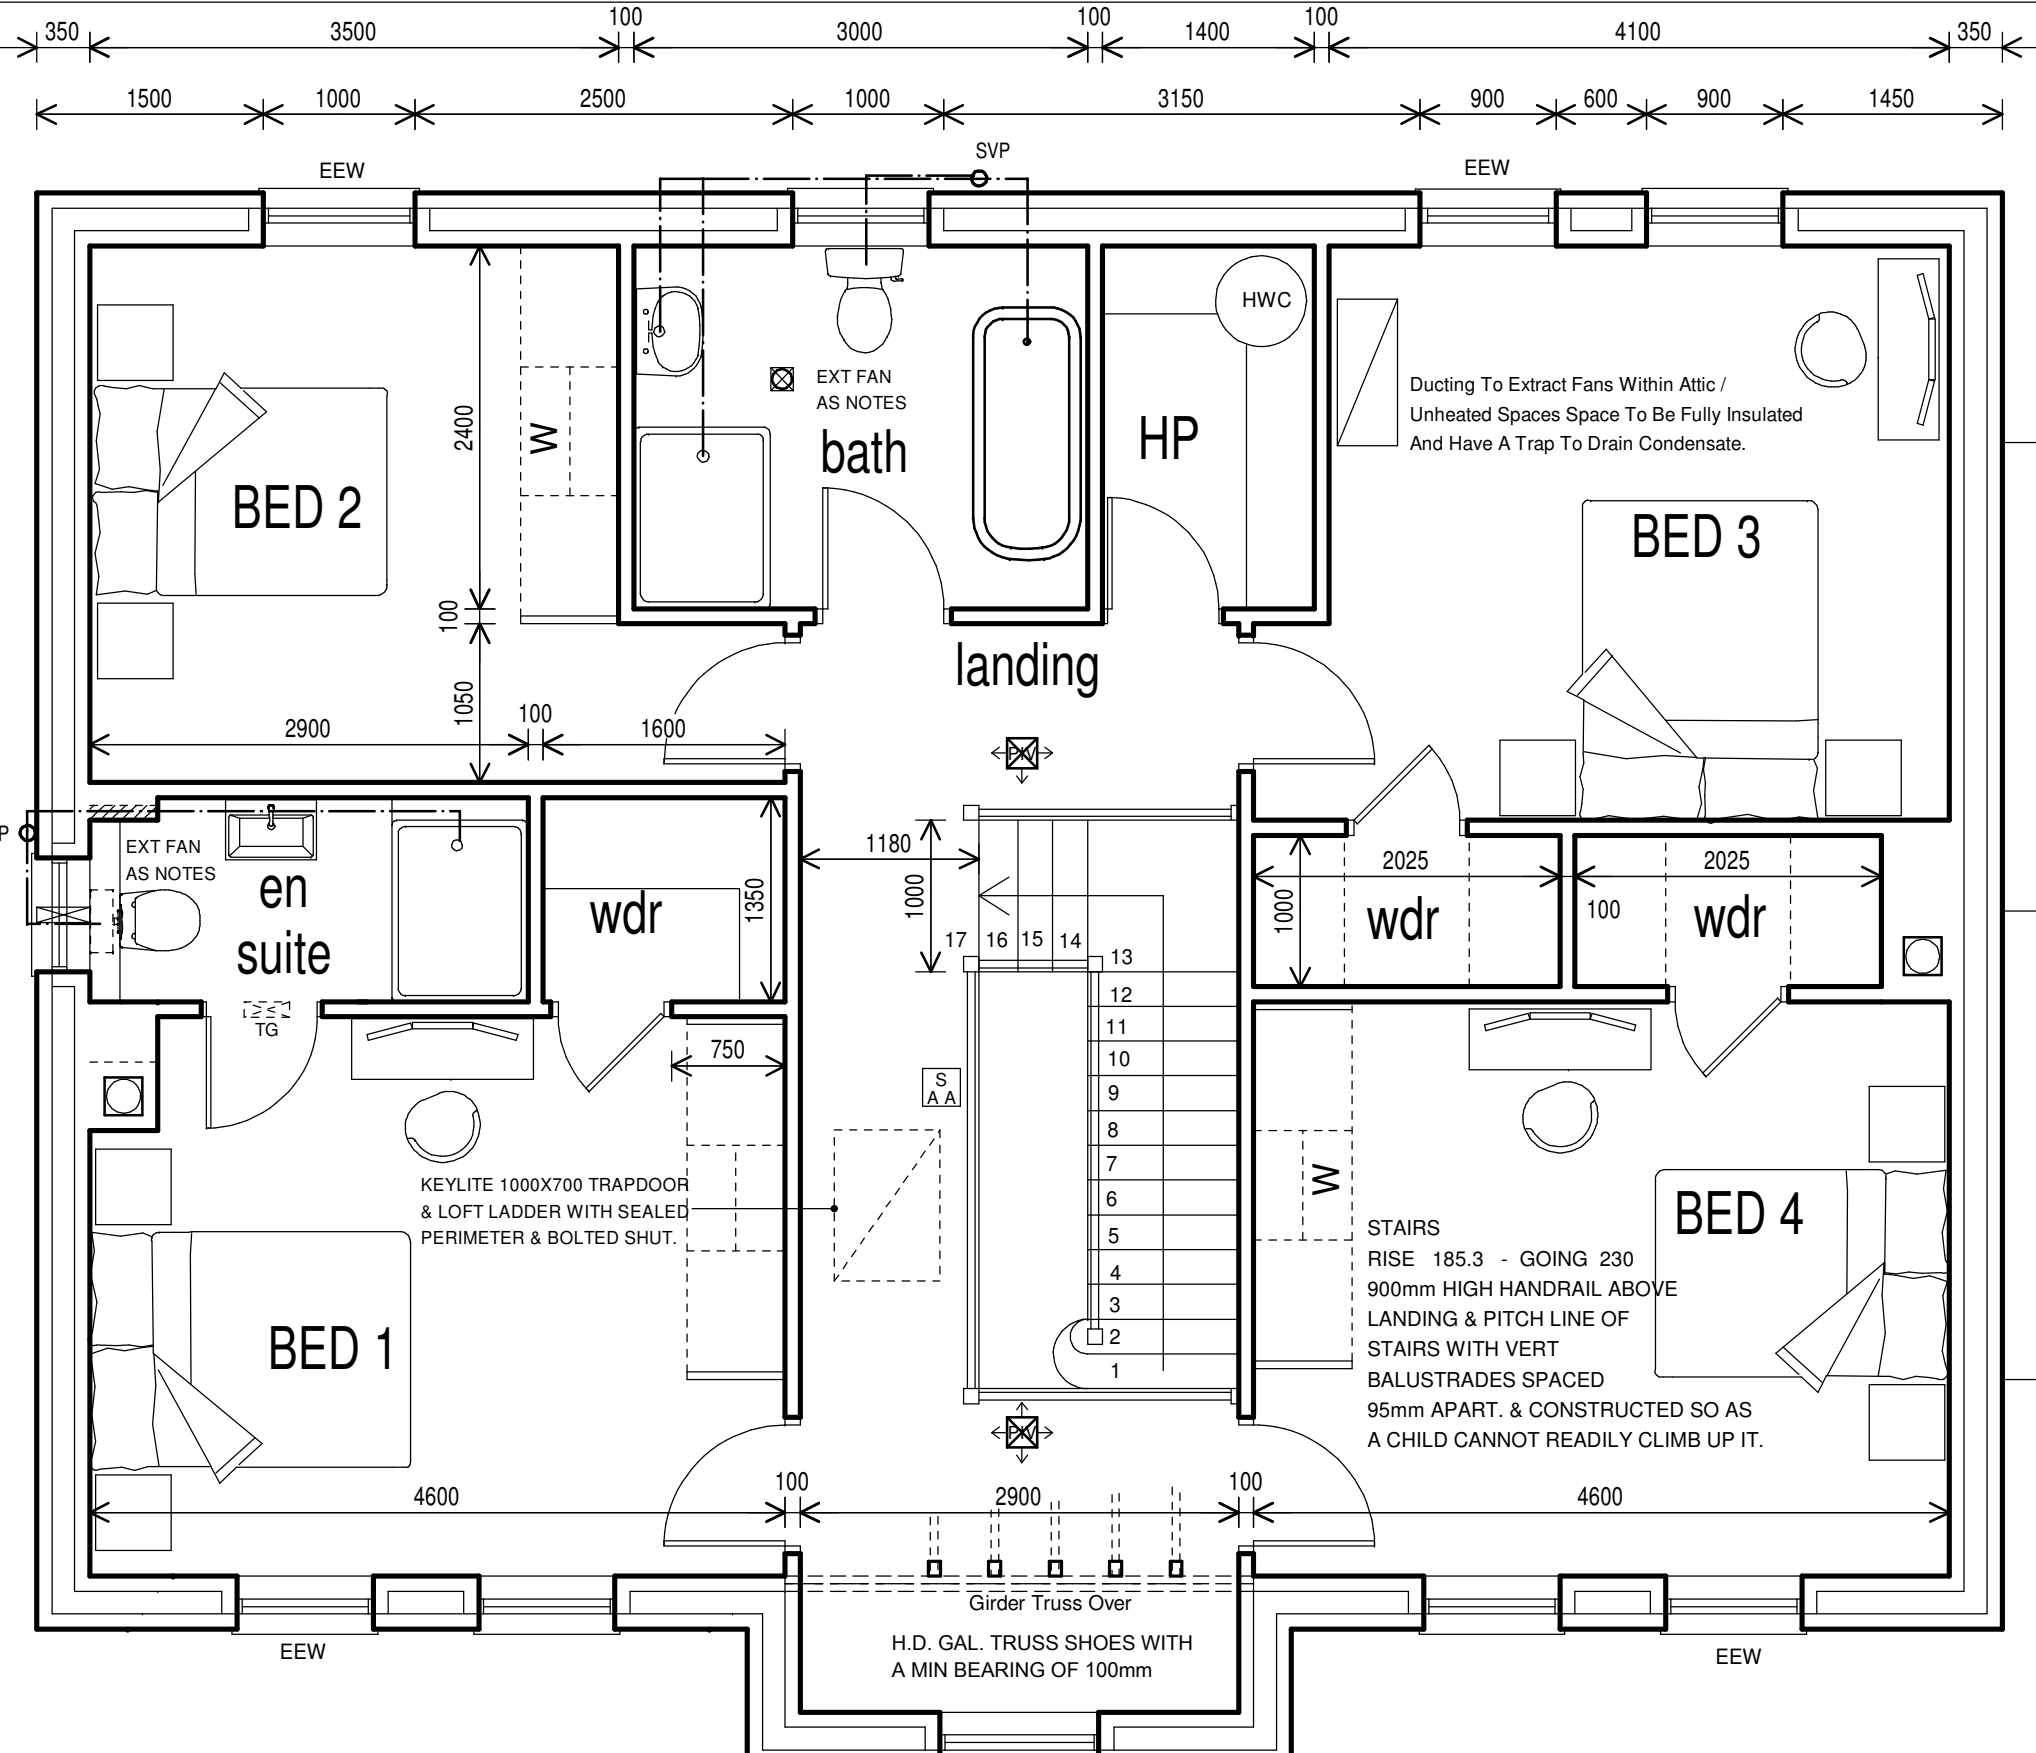 350 3500 100 3000 100 1400 100 4100 350
1500 1000 2500 1000 3150 900 600 900 1450
EEW
SVP
EEW
HWC
EXT FAN
AS NOTES
bath
HP
Ducting To Extract Fans Within Attic /
Unheated Spaces Space To Be Fully Insulated
And Have A Trap To Drain Condensate.
2400
W
BED 2
BED 3
100
landing
1050
2900 100 1600
PIV
P
EXT FAN
AS NOTES
en
suite
TG
wdr
1350
1180
1000
17 16 15 14
13
12
11
10
9
8
7
6
5
4
3
2
1
2025
1000
wdr
100
2025
wdr
750
S
A A
KEYLITE 1000X700 TRAPDOOR
& LOFT LADDER WITH SEALED
PERIMETER & BOLTED SHUT.
BED 1
W
BED 4
STAIRS
RISE 185.3 - GOING 230
900mm HIGH HANDRAIL ABOVE
LANDING & PITCH LINE OF
STAIRS WITH VERT
BALUSTRADES SPACED
95mm APART. & CONSTRUCTED SO AS
A CHILD CANNOT READILY CLIMB UP IT.
PIV
4600 100 2900 100 4600
Girder Truss Over
H.D. GAL. TRUSS SHOES WITH
A MIN BEARING OF 100mm
EEW
EEW